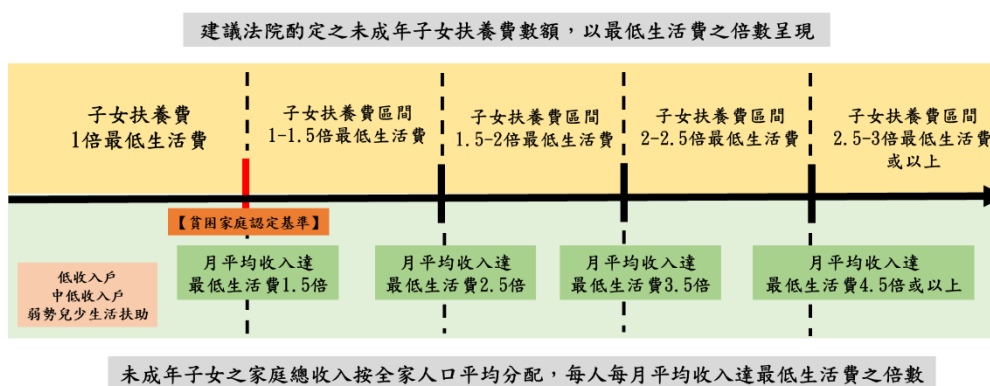 建議法院酌定之未成年子女扶養費數額，以最低生活費之倍數呈現
子女扶養費
1倍最低生活費
子女扶養費區間
1-1.5倍最低生活費
子女扶養費區間
1.5-2倍最低生活費
子女扶養費區間
2-2.5倍最低生活費
子女扶養費區間
2.5-3倍最低生活費
或以上
【貧困家庭認定基準】
低收入戶
中低收入戶
弱勢兒少生活扶助
月平均收入達
最低生活費1.5倍
月平均收入達
最低生活費2.5倍
月平均收入達
最低生活費3.5倍
月平均收入達
最低生活費4.5倍或以上
未成年子女之家庭總收入按全家人口平均分配，每人每月平均收入達最低生活費之倍數